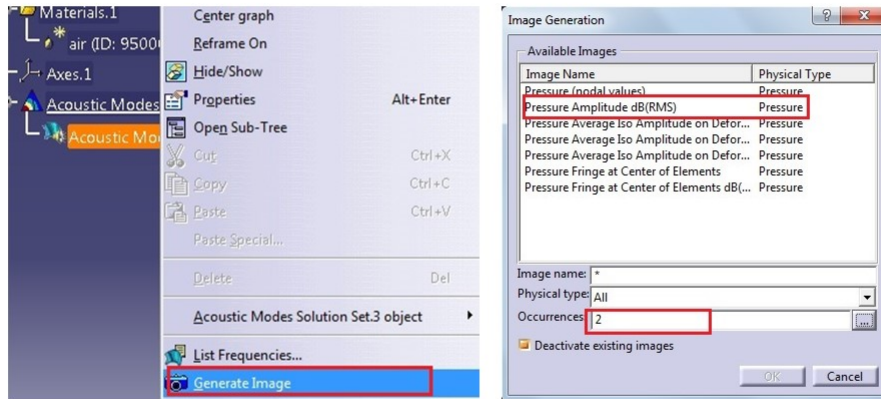 Materials.1
air (ID: 9500
Axes.1
Acoustic Modes
Acoustic Mo
Center graph
Reframe On
Hide/Show
Properties Alt+Enter
Open Sub-Tree
Cut Ctrl+X
Copy Ctrl+C
Paste Ctrl+V
Paste Special...
Delete Del
Acoustic Modes Solution Set.3 object
List Frequencies...
Generate Image
Image Generation
Available Images
Image Name Physical Type
Pressure (nodal values) Pressure
Pressure Amplitude dB(RMS) Pressure
Pressure Average Iso Amplitude on Defor... Pressure
Pressure Average Iso Amplitude on Defor... Pressure
Pressure Average Iso Amplitude on Defor... Pressure
Pressure Fringe at Center of Elements Pressure
Pressure Fringe at Center of Elements dB(... Pressure
Image name: *
Physical type: All
Occurrences 2 ...
Deactivate existing images
OK Cancel